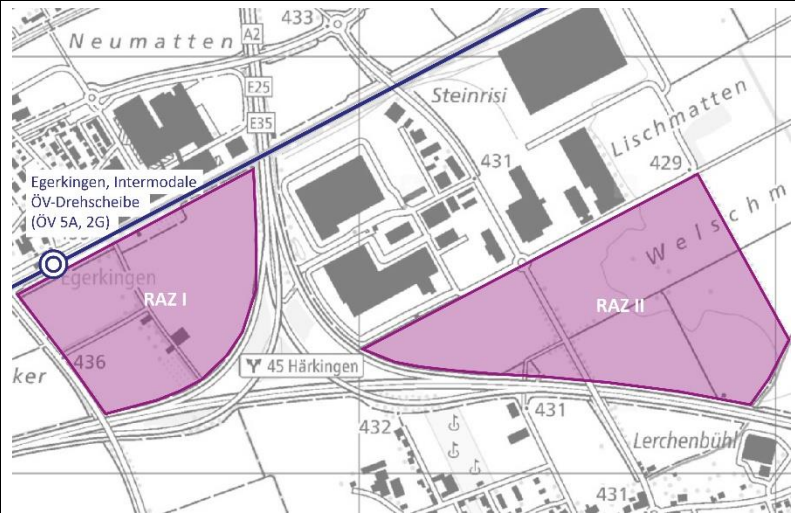 433
Neumatten
A2
E25
E35
Steinrisi
Lischmatten
431
429
Egerkingen, Intermodale
ÖV-Drehscheibe
(ÖV 5A, 2G)
Welschm
Egerkingen
RAZ I
RAZ II
436
45 Härkingen
ker
432
431
Lerchenbühl
431